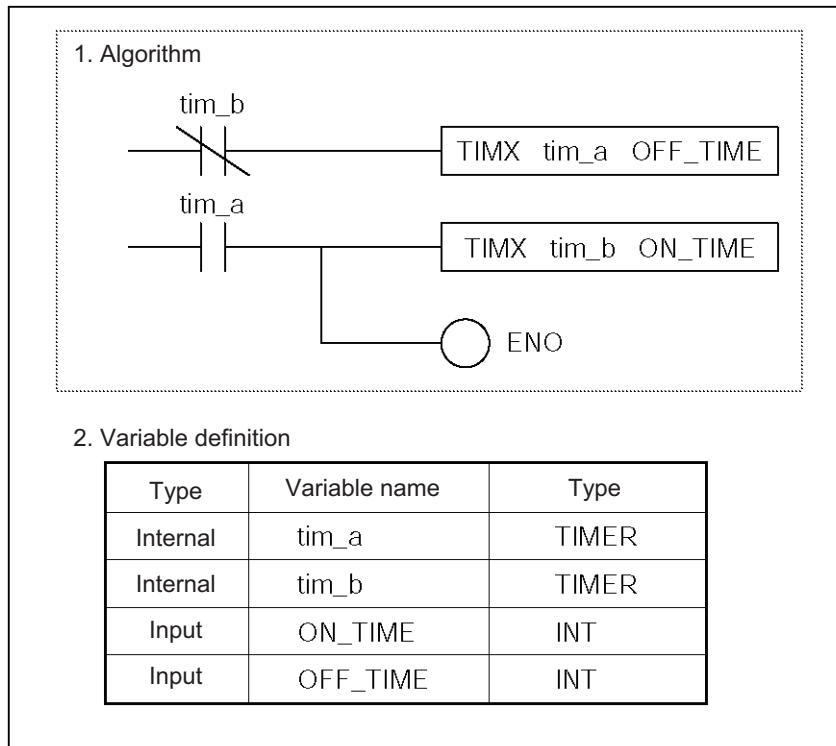 1. Algorithm
tim_b
TIMX tim_a OFF_TIME
tim_a
TIMX tim_b ON_TIME
ENO
2. Variable definition
Type Variable name Type
Internal tim_a TIMER
Internal tim_b TIMER
Input ON_TIME INT
Input OFF_TIME INT